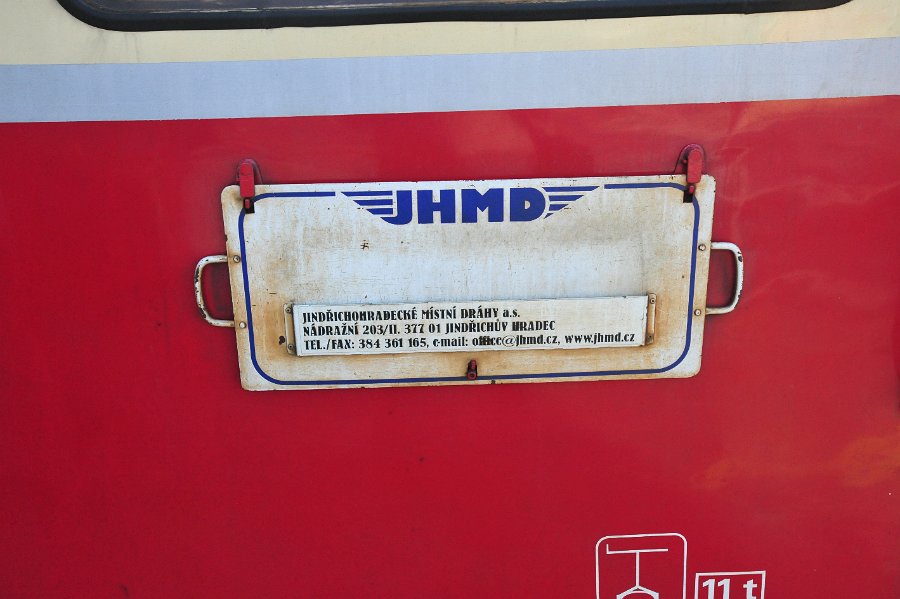 JHMD
JINDŘICHOHRADECKÉ MÍSTNÍ DRÁHY a.s.
NÁDRAŽNÍ 203/II. 377 01 JINDŘICHŮV HRADEC
TEL./FAX: 384 361 165, e-mail: office@jhmd.cz, www.jhmd.cz
11 t